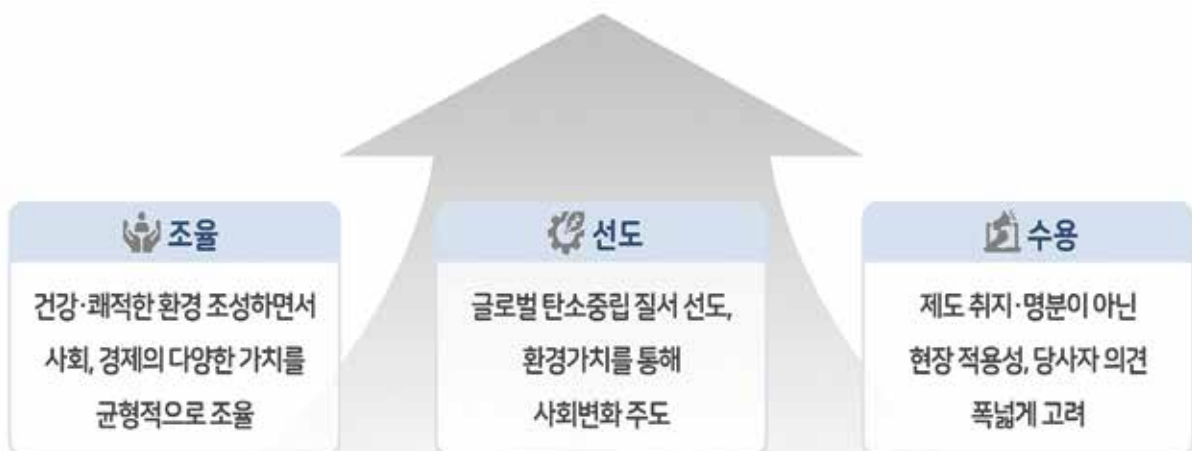 조율
건강·쾌적한 환경 조성하면서
사회, 경제의 다양한 가치를
균형적으로 조율
선도
글로벌 탄소중립 질서 선도,
환경가치를 통해
사회변화 주도
수용
제도 취지·명분이 아닌
현장 적용성, 당사자 의견
폭넓게 고려